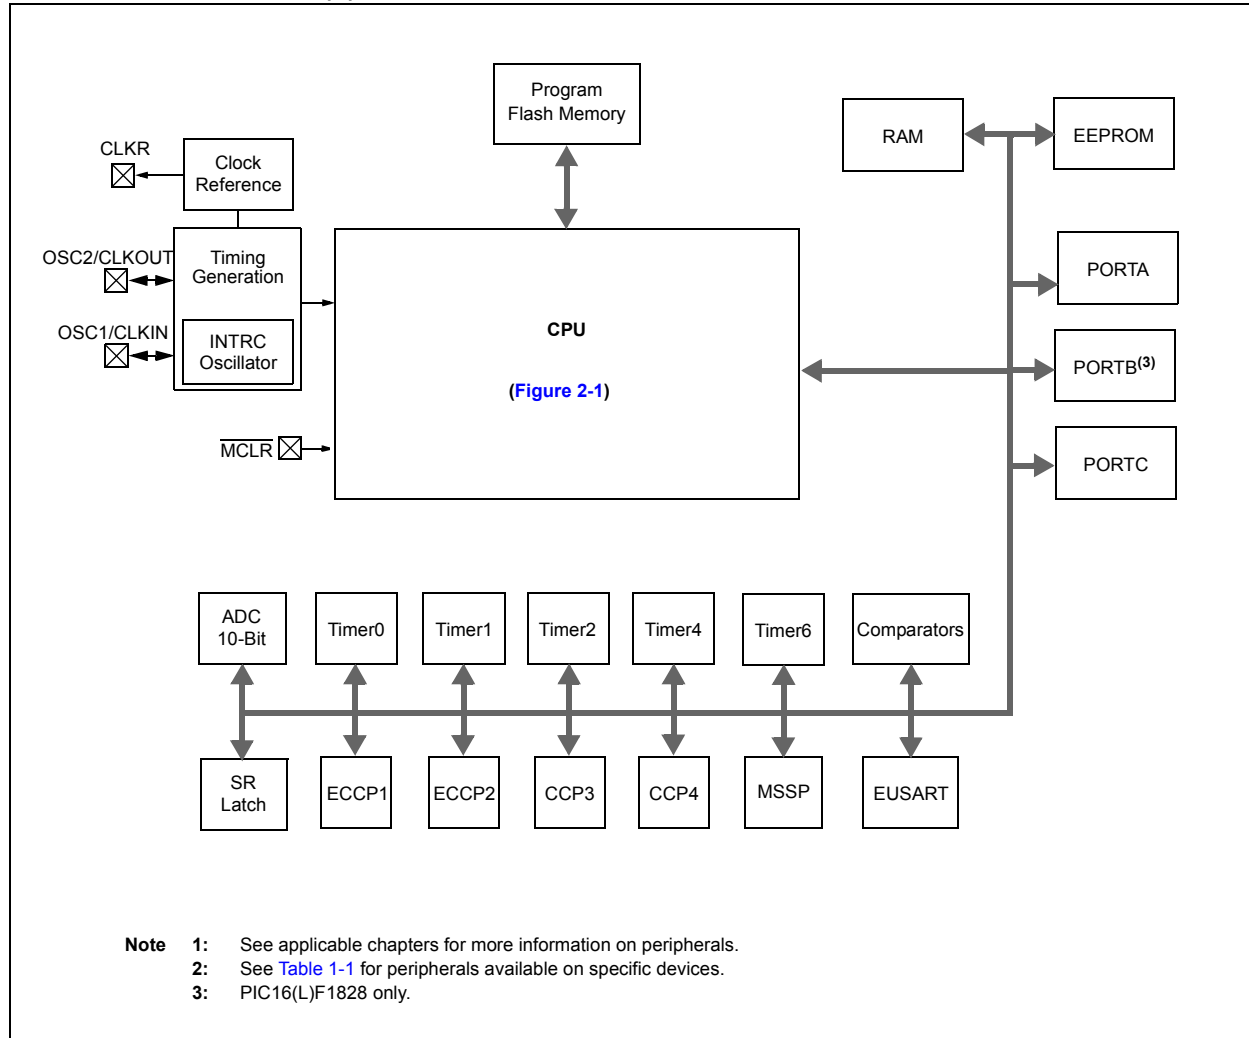 Program
Flash Memory
RAM
EEPROM
CLKR
Clock
Reference
OSC2/CLKOUT
Timing
Generation
PORTA
OSC1/CLKIN
INTRC
Oscillator
CPU
(Figure 2-1)
PORTB(3)
MCLR
PORTC
ADC
10-Bit
Timer0
Timer1
Timer2
Timer4
Timer6
Comparators
SR
Latch
ECCP1
ECCP2
CCP3
CCP4
MSSP
EUSART
Note 1: See applicable chapters for more information on peripherals.
2: See Table 1-1 for peripherals available on specific devices.
3: PIC16(L)F1828 only.